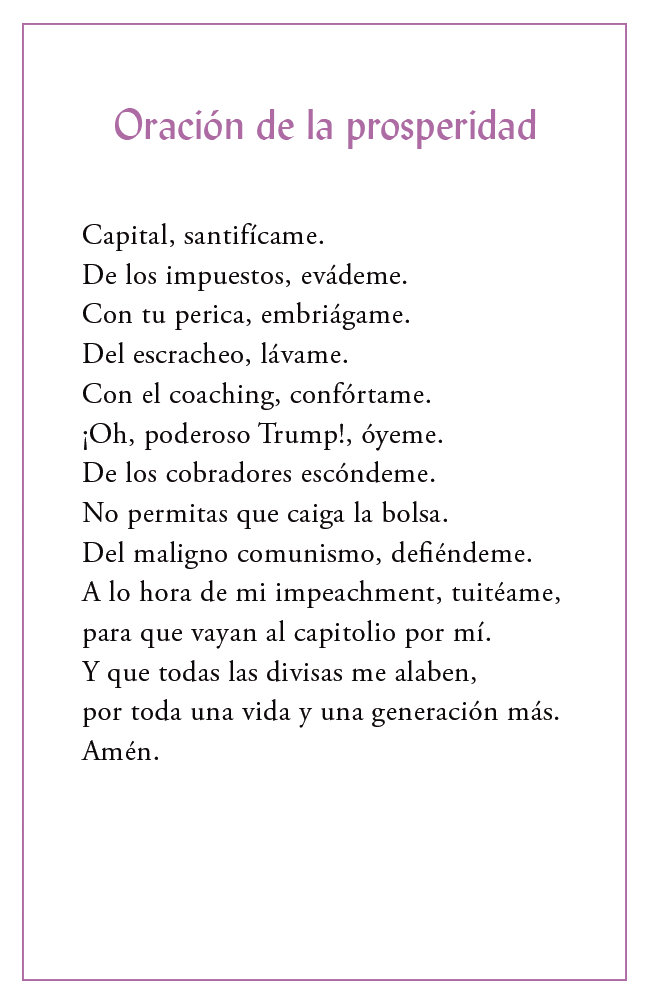 Oración de la prosperidad
Capital, santifícame.
De los impuestos, evádeme.
Con tu perica, embriágame.
Del escracheo, lávame.
Con el coaching, confórtame.
¡Oh, poderoso Trump!, óyeme.
De los cobradores escóndeme.
No permitas que caiga la bolsa.
Del maligno comunismo, defiéndeme.
A lo hora de mi impeachment, tuitéame,
para que vayan al capitolio por mí.
Y que todas las divisas me alaben,
por toda una vida y una generación más.
Amén.